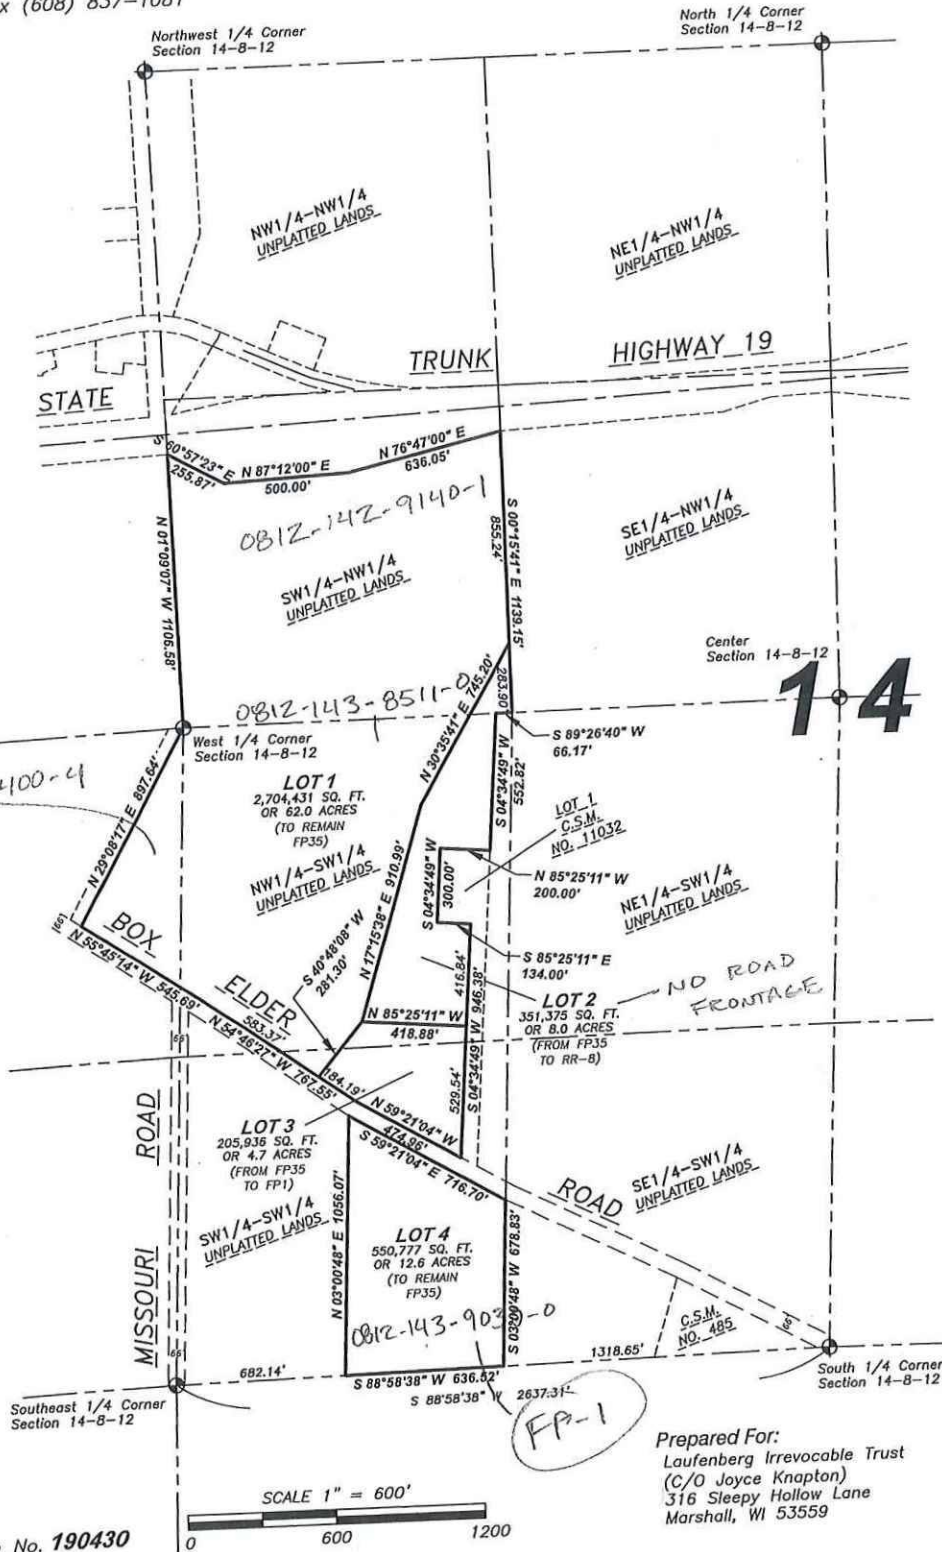 x (608) 837-1081
Northwest 1/4 Corner
Section 14-8-12
North 1/4 Corner
Section 14-8-12
NW1/4-NW1/4
UNPLATTED LANDS
NE1/4-NW1/4
UNPLATTED LANDS
STATE
TRUNK
HIGHWAY 19
S 60°57'23" E
255.87'
N 87°12'00" E
500.00'
N 76°47'00" E
636.05'
0812-142-9140-1
S 00°15'41" E 1139.15'
855.24'
SE1/4-NW1/4
UNPLATTED LANDS
N 01°09'07" W 1106.58'
SW1/4-NW1/4
UNPLATTED LANDS
Center
Section 14-8-12
14
0812-143-8511-0
N 30°35'41" E 745.20'
283.90'
S 89°26'40" W
66.17'
West 1/4 Corner
Section 14-8-12
400-4
N 29°08'17" E 897.64'
LOT 1
2,704,431 SQ. FT.
OR 62.0 ACRES
(TO REMAIN
FP35)
S 04°34'49" W
552.82'
LOT 1
C.S.M.
NO. 11032
NW1/4-SW1/4
UNPLATTED LANDS
N 17°15'38" E 910.99'
S 04°34'49" W
300.00'
N 85°25'11" W
200.00'
NE1/4-SW1/4
UNPLATTED LANDS
66'
BOX
ELDER
N 55°45'14" W 545.69'
S 40°48'08" W
281.30'
S 85°25'11" E
134.00'
416.84'
S 04°34'49" W 946.38'
LOT 2
351,375 SQ. FT.
OR 8.0 ACRES
(FROM FP35
TO RR-8)
NO ROAD
FRONTAGE
N 85°25'11" W
418.88'
583.37'
N 54°46'27" W 767.55'
66'
184.19'
529.54'
LOT 3
205,936 SQ. FT.
OR 4.7 ACRES
(FROM FP35
TO FP1)
N 59°21'04" W
474.96'
S 59°21'04" E 716.70'
SW1/4-SW1/4
UNPLATTED LANDS
SE1/4-SW1/4
UNPLATTED LANDS
ROAD
MISSOURI ROAD
N 03°00'48" E 1056.07'
LOT 4
550,777 SQ. FT.
OR 12.6 ACRES
(TO REMAIN
FP35)
S 03°00'48" W 678.83'
0812-143-9030-0
C.S.M.
NO. 485
66'
66'
682.14'
S 88°58'38" W 636.52'
1318.65'
S 88°58'38" W 2637.31'
South 1/4 Corner
Section 14-8-12
Southeast 1/4 Corner
Section 14-8-12
FP-1
Prepared For:
Laufenberg Irrevocable Trust
(C/O Joyce Knapton)
316 Sleepy Hollow Lane
Marshall, WI 53559
SCALE 1" = 600'
0 600 1200
No. 190430